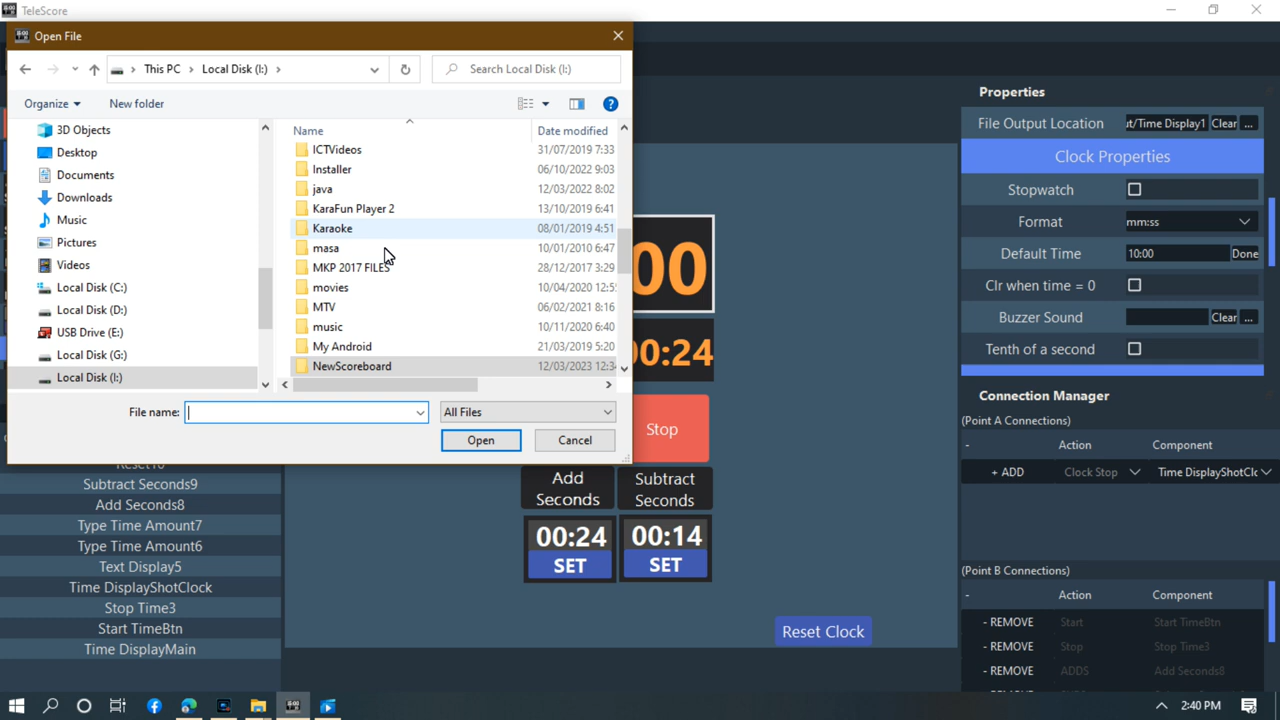 TeleScore
Open File
This PC > Local Disk (I:) >
Search Local Disk (I:)
Organize
New folder
3D Objects
Desktop
Documents
Downloads
Music
Pictures
Videos
Local Disk (C:)
Local Disk (D:)
USB Drive (E:)
Local Disk (G:)
Local Disk (I:)
Name Date modified
ICTVideos 31/07/2019 7:33
Installer 06/10/2022 9:03
java 12/03/2022 8:02
KaraFun Player 2 13/10/2019 6:41
Karaoke 08/01/2019 4:51
masa 10/01/2010 6:47
MKP 2017 FILES 28/12/2017 3:29
movies 10/04/2020 12:5
MTV 06/02/2021 8:16
music 10/11/2020 6:40
My Android 21/03/2019 5:20
NewScoreboard 12/03/2023 12:3
File name:
All Files
Open
Cancel
Subtract Seconds9
Add Seconds8
Type Time Amount7
Type Time Amount6
Text Display5
Time DisplayShotClock
Stop Time3
Start TimeBtn
Time DisplayMain
00
00:24
Stop
Add Seconds
Subtract Seconds
00:24
SET
00:14
SET
Reset Clock
Properties
File Output Location ut/Time Display1 Clear ...
Clock Properties
Stopwatch
Format mm:ss
Default Time 10:00 Done
Clr when time = 0
Buzzer Sound Clear ...
Tenth of a second
Connection Manager
(Point A Connections)
- Action Component
+ ADD Clock Stop Time DisplayShotClc
(Point B Connections)
- Action Component
- REMOVE Start Start TimeBtn
- REMOVE Stop Stop Time3
- REMOVE ADDS Add Seconds8
2:40 PM